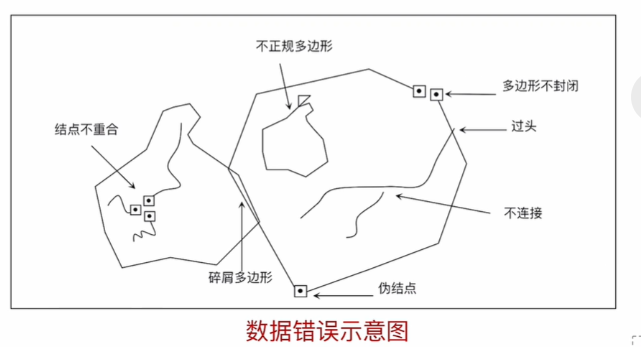 不正规多边形
多边形不封闭
结点不重合
过头
不连接
碎屑多边形
伪结点
数据错误示意图